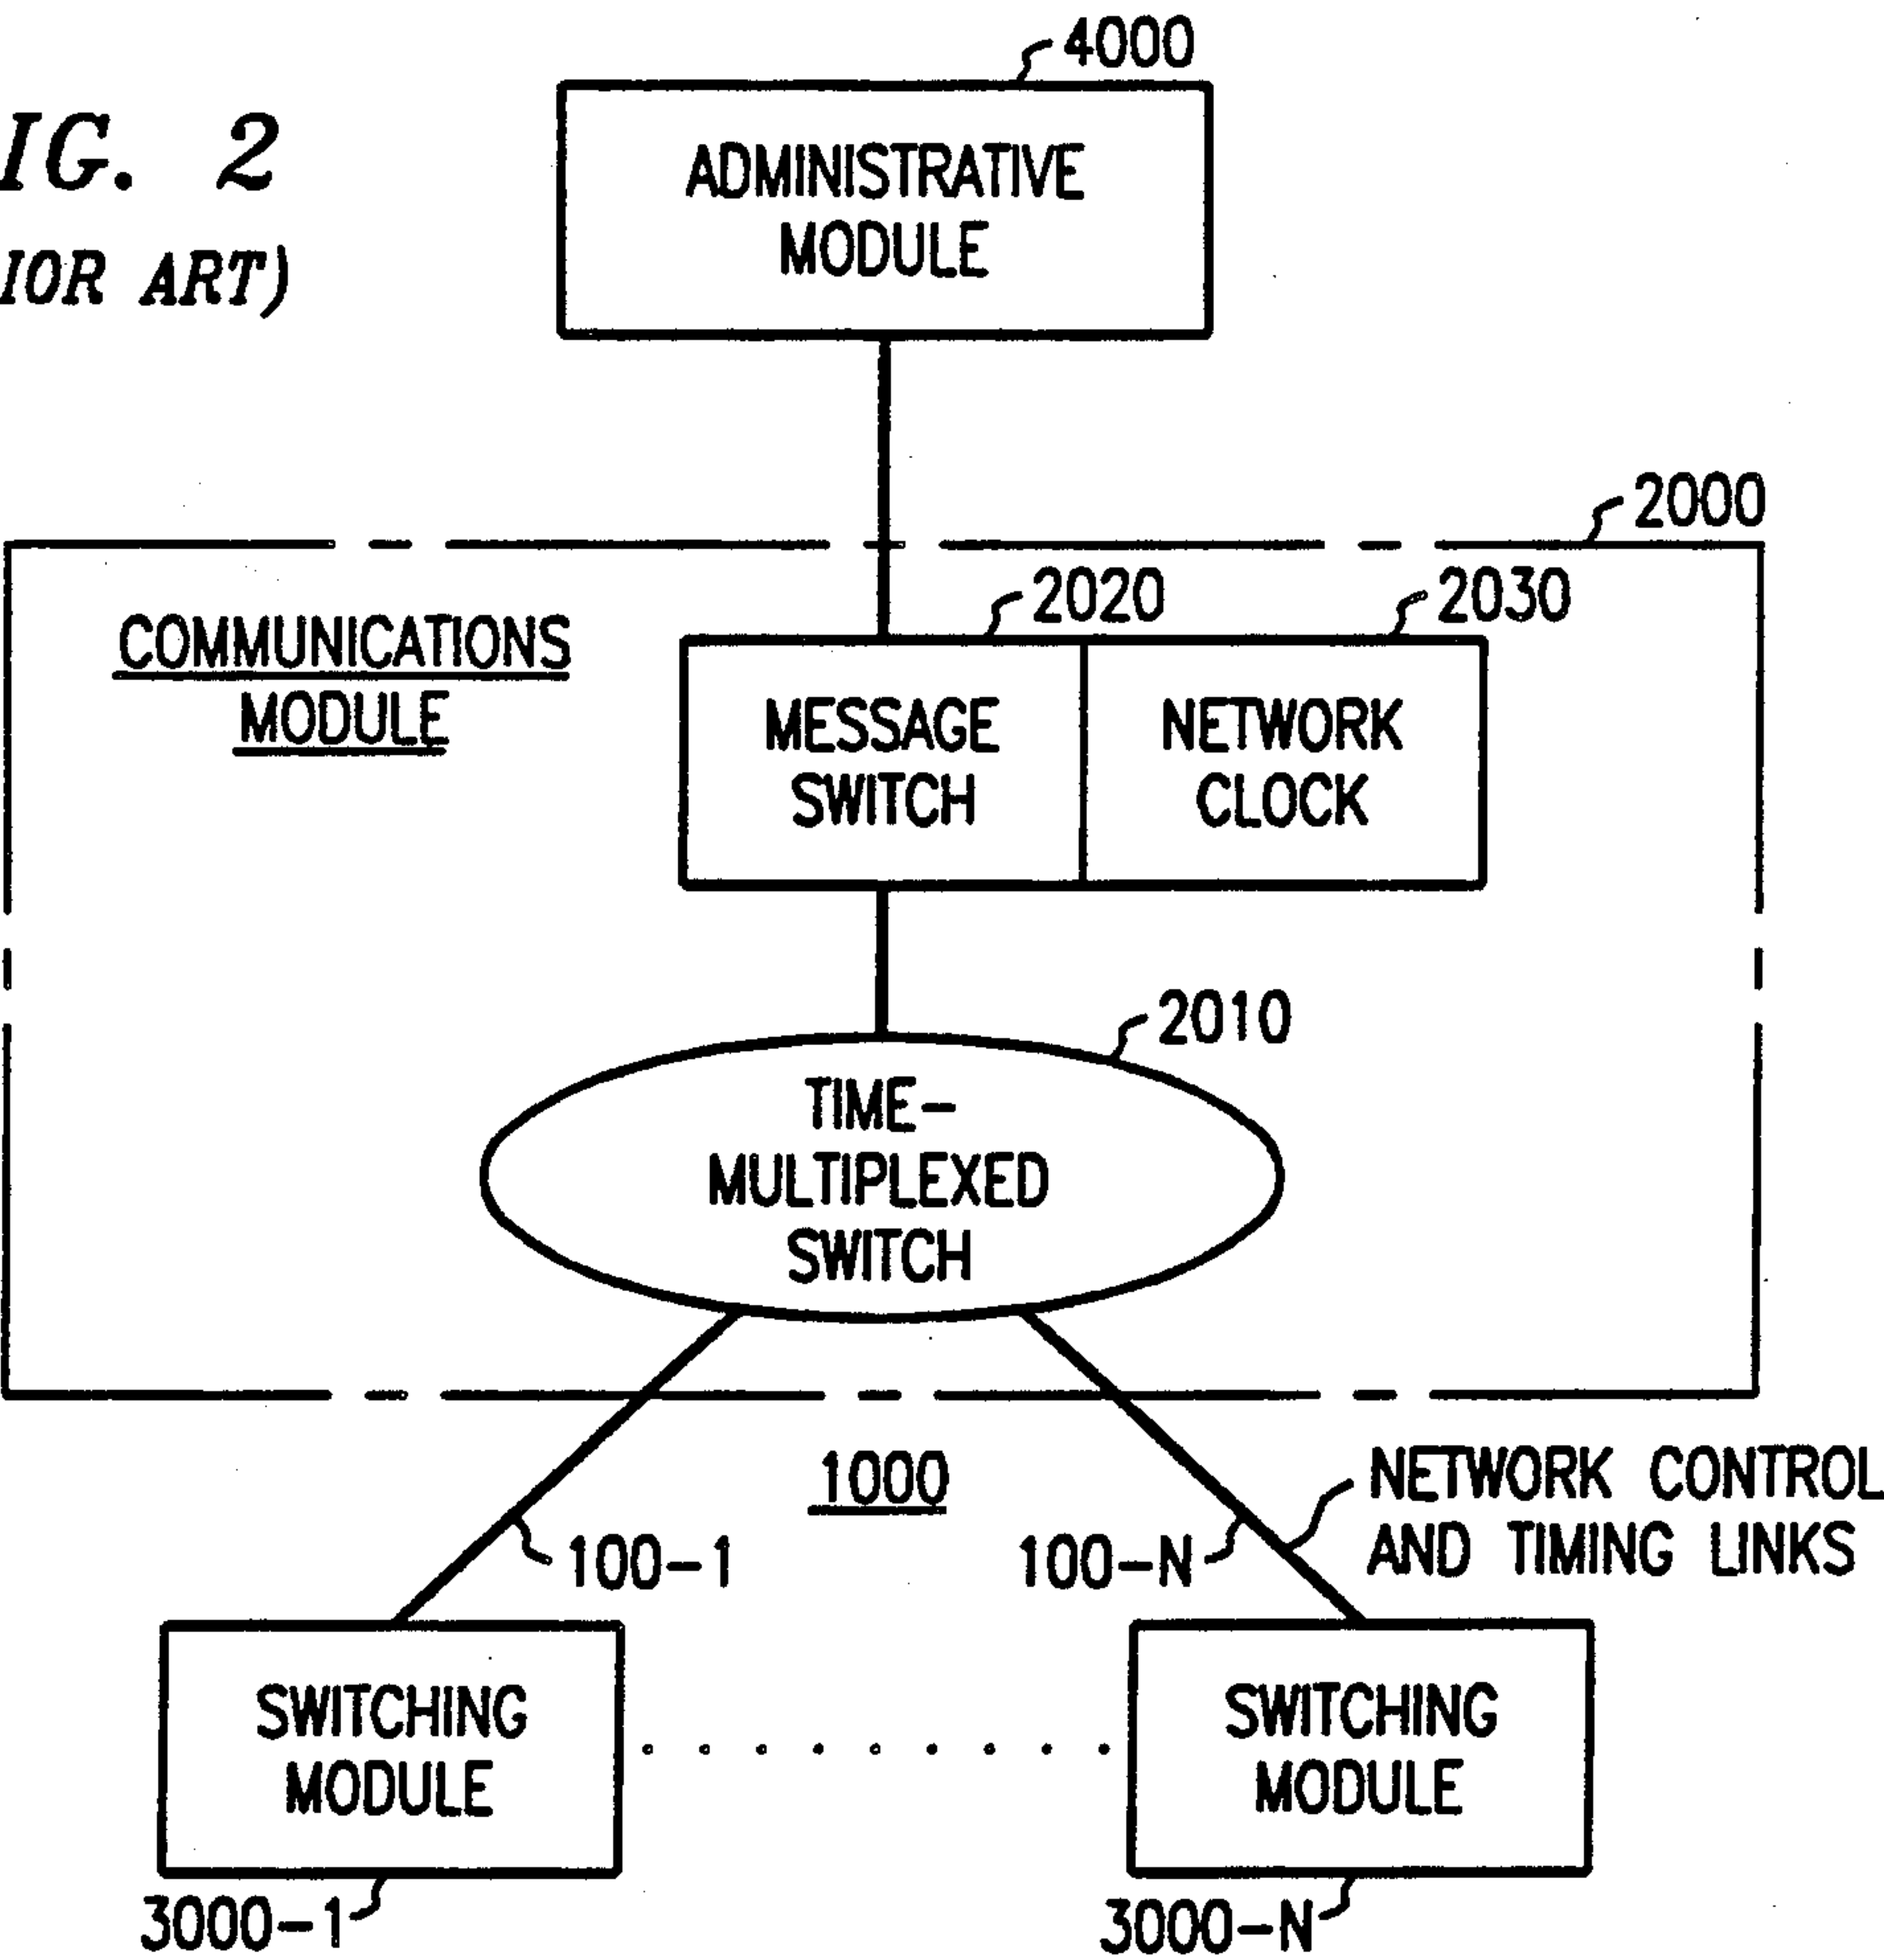 4000
IG. 2
IOR ART)
ADMINISTRATIVE
MODULE
2000
2020
2030
COMMUNICATIONS
MODULE
MESSAGE
SWITCH
NETWORK
CLOCK
2010
TIME-
MULTIPLEXED
SWITCH
1000
NETWORK CONTROL
AND TIMING LINKS
100-1
100-N
SWITCHING
MODULE
SWITCHING
MODULE
3000-1
3000-N